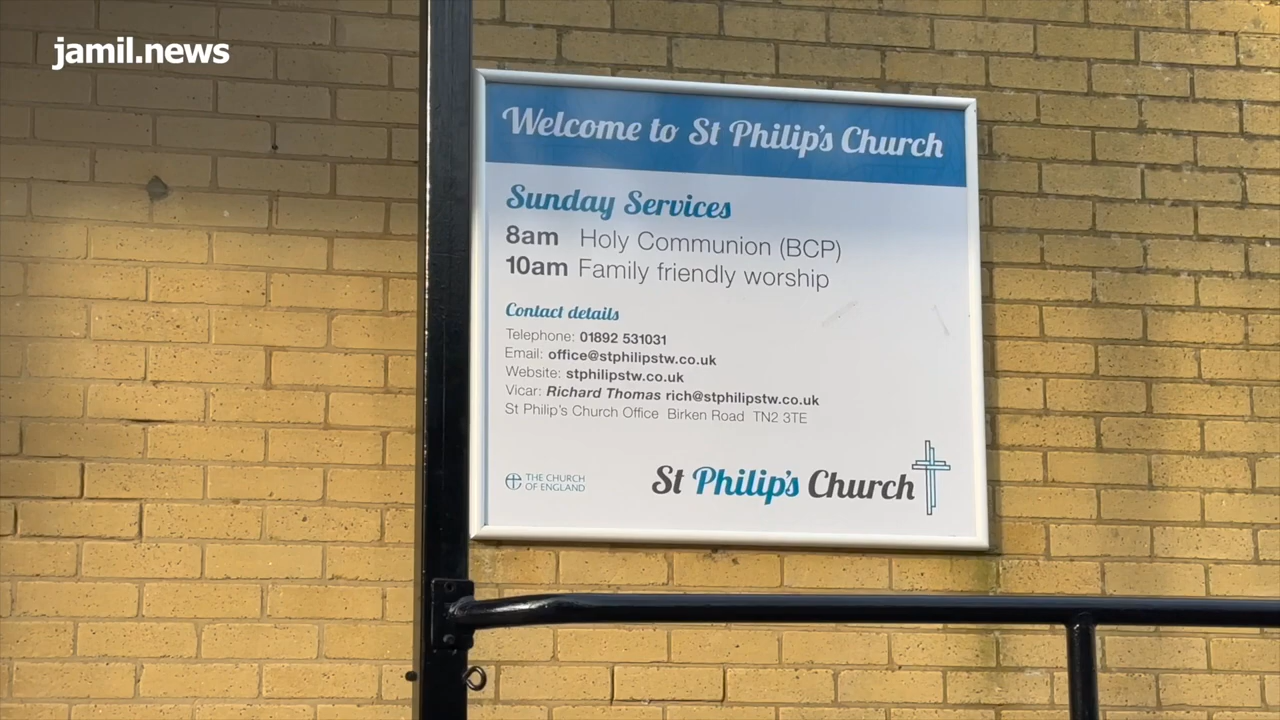 jamil.news
Welcome to St Philip's Church
Sunday Services
8am Holy Communion (BCP)
10am Family friendly worship
Contact details
Telephone: 01892 531031
Email: office@stphilipstw.co.uk
Website: stphilipstw.co.uk
Vicar: Richard Thomas rich@stphilipstw.co.uk
St Philip's Church Office Birken Road TN2 3TE
THE CHURCH
OF ENGLAND
St Philip's Church